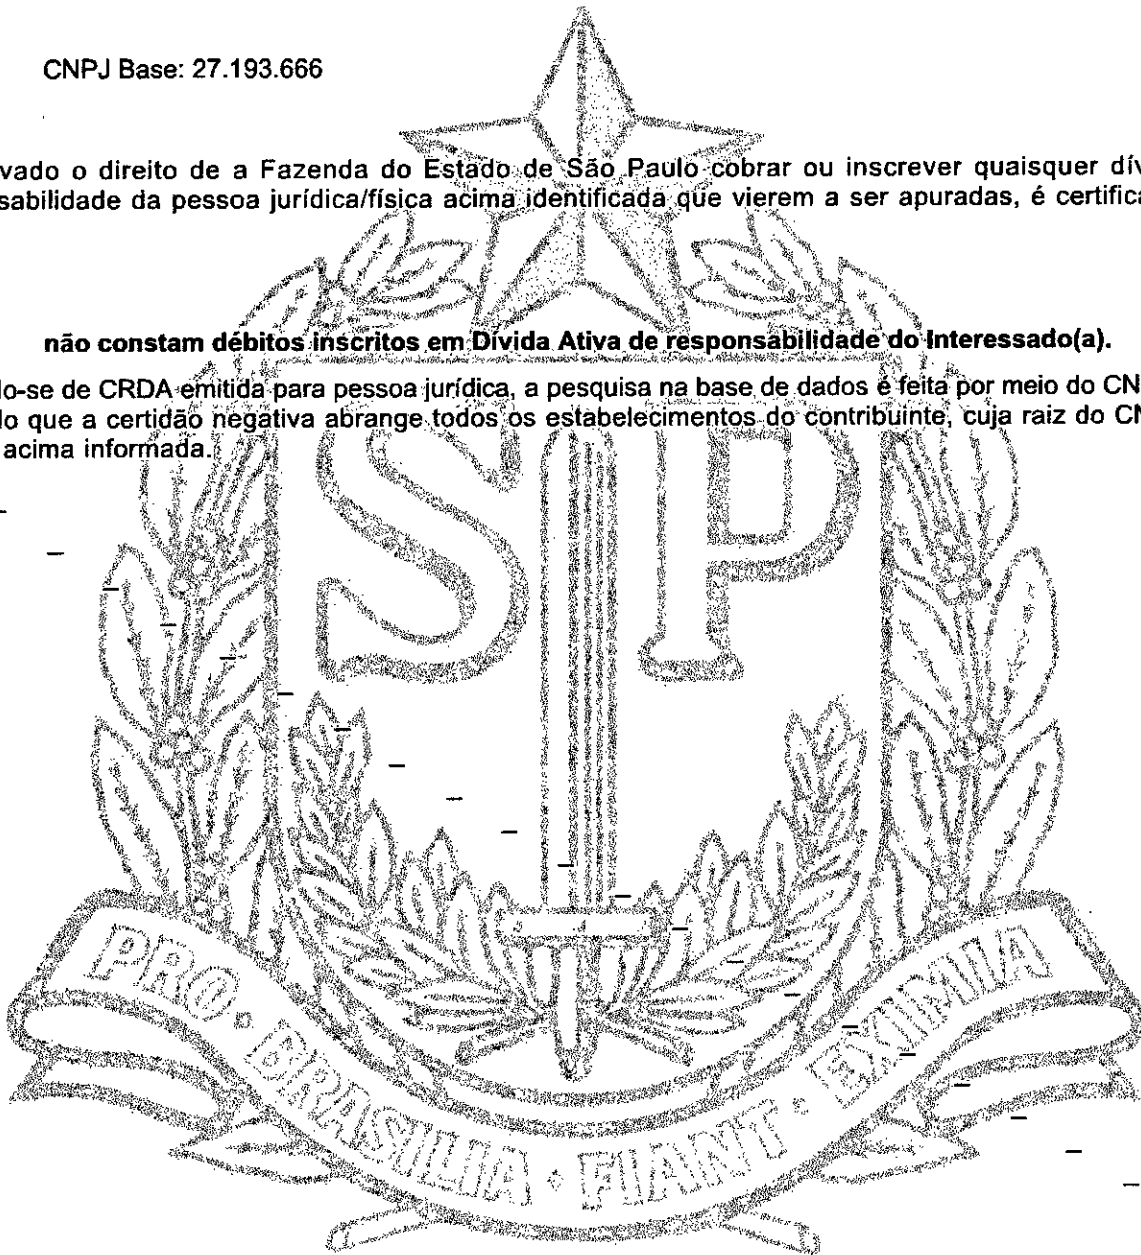 CNPJ Base: 27.193.666
vado o direito de a Fazenda do Estado de São Paulo cobrar ou inscrever quaisquer dív
sabilidade da pessoa jurídica/física acima identificada que vierem a ser apuradas, é certifica
não constam débitos inscritos em Dívida Ativa de responsabilidade do Interessado(a).
do-se de CRDA emitida para pessoa jurídica, a pesquisa na base de dados é feita por meio do CN
do que a certidão negativa abrange todos os estabelecimentos do contribuinte, cuja raiz do CN
acima informada.
SP
PRO • BRASILIA • FIANT • EXIMIA